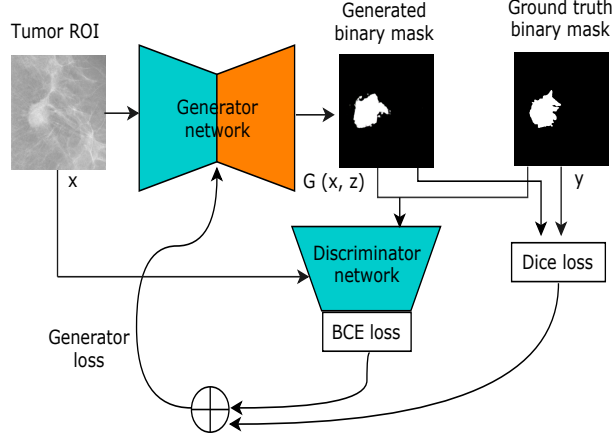 Tumor ROI
Generated
binary mask
Ground truth
binary mask
Generator
network
x
G (x, z)
y
Discriminator
network
Dice loss
BCE loss
Generator
loss